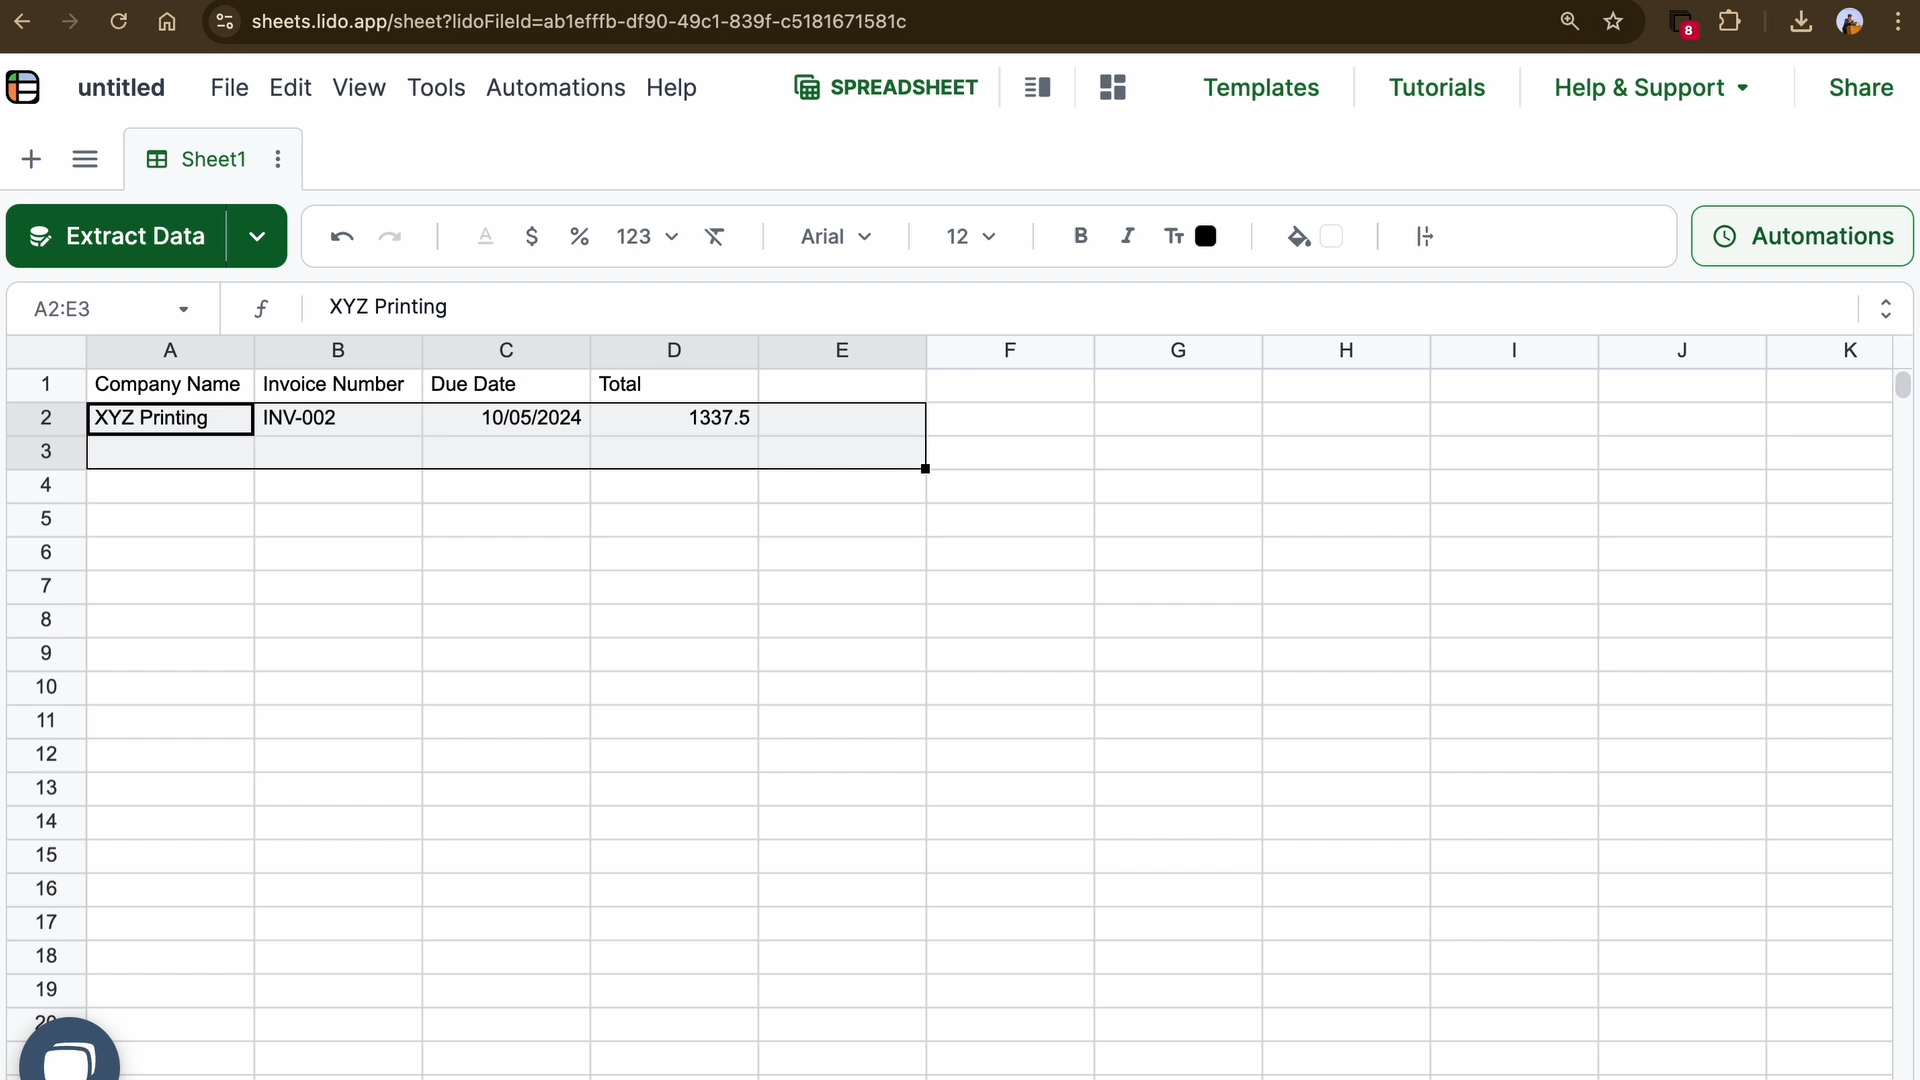 sheets.lido.app/sheet?lidoFileId=ab1efffb-df90-49c1-839f-c5181671581c
8
untitled File Edit View Tools Automations Help SPREADSHEET Templates Tutorials Help & Support Share
Sheet1
Extract Data $ % 123 Arial 12 B I Tт Automations
A2:E3 ƒ XYZ Printing
A B C D E F G H I J K
1 Company Name Invoice Number Due Date Total
2 XYZ Printing INV-002 10/05/2024 1337.5
3
4
5
6
7
8
9
10
11
12
13
14
15
16
17
18
19
20